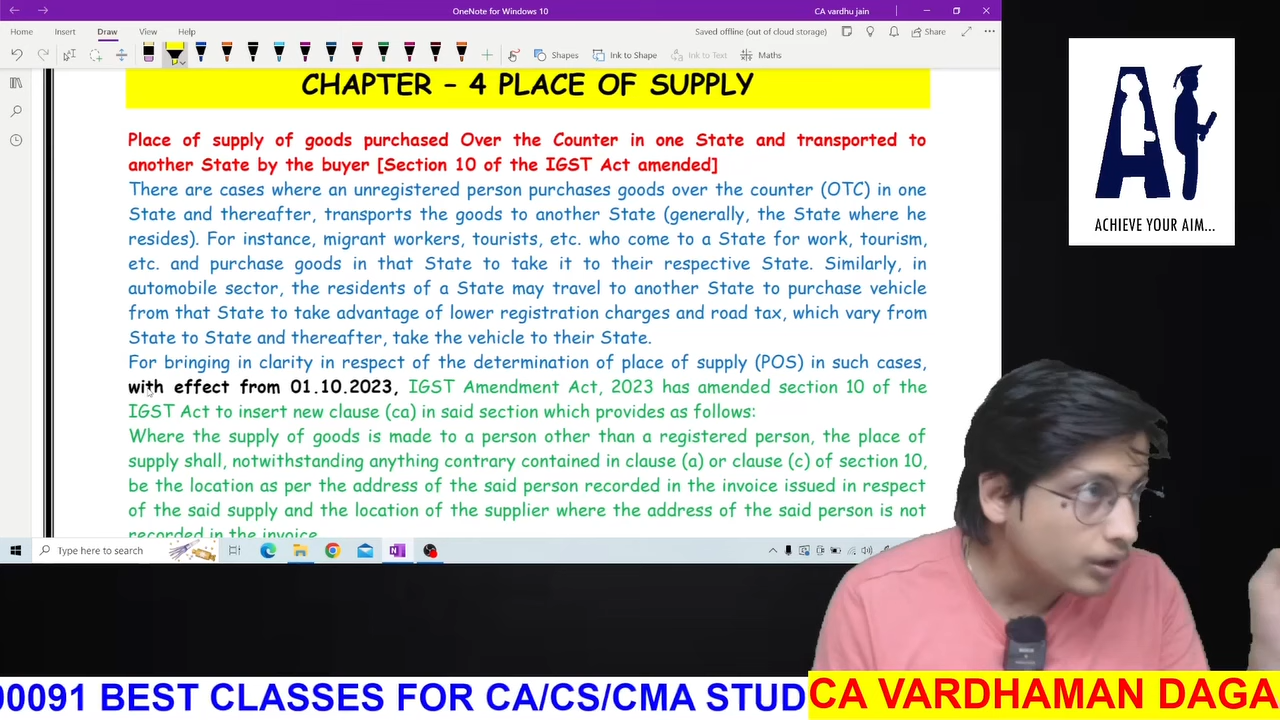 OneNote for Windows 10
CA vardhu jain
Home Insert Draw View Help
Saved offline (out of cloud storage)
Share
Shapes Ink to Shape Ink to Text Maths
CHAPTER – 4 PLACE OF SUPPLY
Place of supply of goods purchased Over the Counter in one State and transported to
another State by the buyer [Section 10 of the IGST Act amended]
There are cases where an unregistered person purchases goods over the counter (OTC) in one
State and thereafter, transports the goods to another State (generally, the State where he
resides). For instance, migrant workers, tourists, etc. who come to a State for work, tourism,
etc. and purchase goods in that State to take it to their respective State. Similarly, in
automobile sector, the residents of a State may travel to another State to purchase vehicle
from that State to take advantage of lower registration charges and road tax, which vary from
State to State and thereafter, take the vehicle to their State.
For bringing in clarity in respect of the determination of place of supply (POS) in such cases,
with effect from 01.10.2023, IGST Amendment Act, 2023 has amended section 10 of the
IGST Act to insert new clause (ca) in said section which provides as follows:
Where the supply of goods is made to a person other than a registered person, the place of
supply shall, notwithstanding anything contrary contained in clause (a) or clause (c) of section 10,
be the location as per the address of the said person recorded in the invoice issued in respect
of the said supply and the location of the supplier where the address of the said person is not
recorded in the invoice
Type here to search
AI
ACHIEVE YOUR AIM...
00091 BEST CLASSES FOR CA/CS/CMA STUD
CA VARDHAMAN DAGA